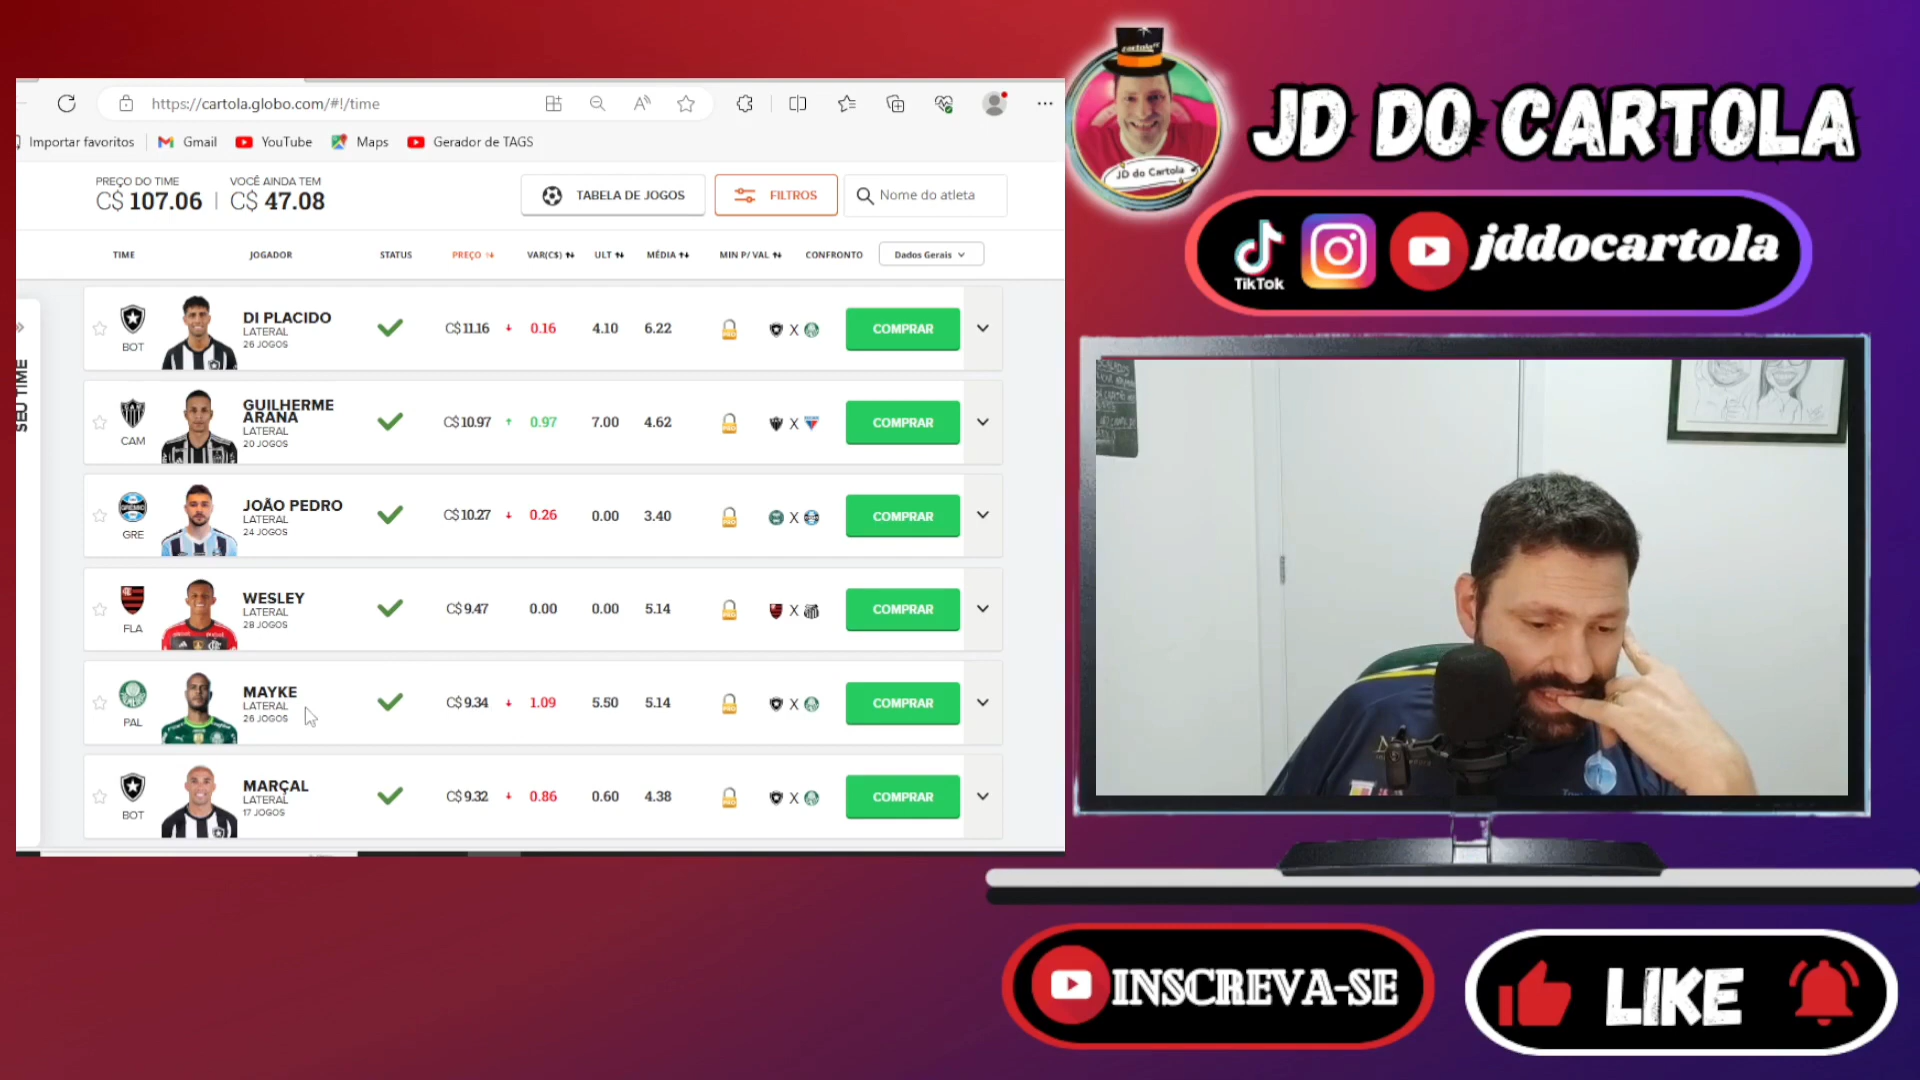 https://cartola.globo.com/#!/time
Importar favoritos
Gmail
YouTube
Maps
Gerador de TAGS
PREÇO DO TIME
C$ 107.06
VOCÊ AINDA TEM
C$ 47.08
TABELA DE JOGOS
FILTROS
Nome do atleta
TIME JOGADOR STATUS PREÇO VAR(C$) ULT MÉDIA MIN P/ VAL CONFRONTO Dados Gerais
SEU TIME
BOT
DI PLACIDO
LATERAL
26 JOGOS
C$ 11.16 0.16 4.10 6.22 X COMPRAR
CAM
GUILHERME
ARANA
LATERAL
20 JOGOS
C$ 10.97 0.97 7.00 4.62 X COMPRAR
GRE
JOÃO PEDRO
LATERAL
24 JOGOS
C$ 10.27 0.26 0.00 3.40 X COMPRAR
FLA
WESLEY
LATERAL
28 JOGOS
C$ 9.47 0.00 0.00 5.14 X COMPRAR
PAL
MAYKE
LATERAL
26 JOGOS
C$ 9.34 1.09 5.50 5.14 X COMPRAR
BOT
MARÇAL
LATERAL
17 JOGOS
C$ 9.32 0.86 0.60 4.38 X COMPRAR
JD do Cartola
JD DO CARTOLA
TikTok
jddocartola
INSCREVA-SE
LIKE